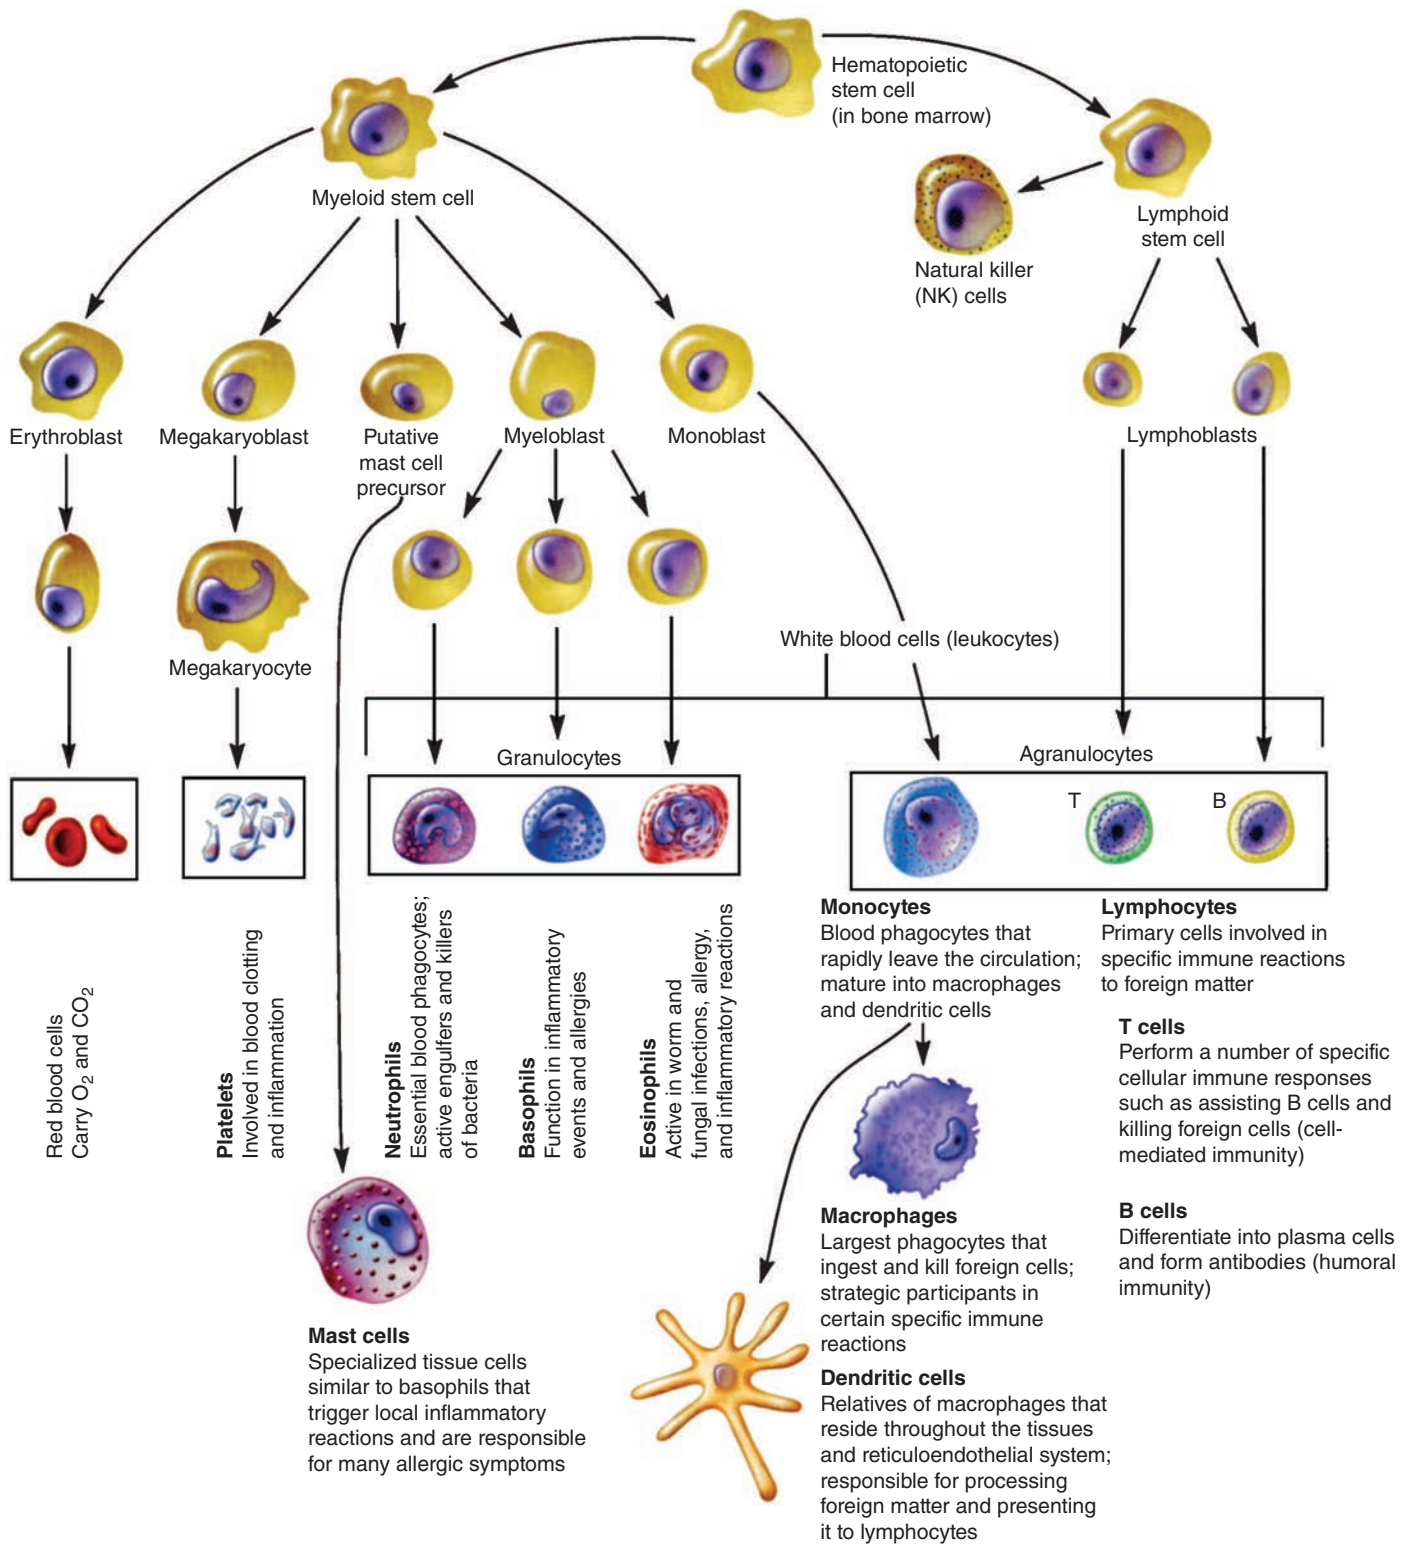 Hematopoietic
stem cell
(in bone marrow)
Myeloid stem cell
Lymphoid
stem cell
Natural killer
(NK) cells
Erythroblast
Megakaryoblast
Putative
mast cell
precursor
Myeloblast
Monoblast
Lymphoblasts
White blood cells (leukocytes)
Megakaryocyte
Granulocytes
Agranulocytes
T
B
Red blood cells
Carry O₂ and CO₂
Platelets
Involved in blood clotting
and inflammation
Neutrophils
Essential blood phagocytes;
active engulfers and killers
of bacteria
Basophils
Function in inflammatory
events and allergies
Eosinophils
Active in worm and
fungal infections, allergy,
and inflammatory reactions
Monocytes
Blood phagocytes that
rapidly leave the circulation;
mature into macrophages
and dendritic cells
Lymphocytes
Primary cells involved in
specific immune reactions
to foreign matter
T cells
Perform a number of specific
cellular immune responses
such as assisting B cells and
killing foreign cells (cell-
mediated immunity)
B cells
Differentiate into plasma cells
and form antibodies (humoral
immunity)
Macrophages
Largest phagocytes that
ingest and kill foreign cells;
strategic participants in
certain specific immune
reactions
Mast cells
Specialized tissue cells
similar to basophils that
trigger local inflammatory
reactions and are responsible
for many allergic symptoms
Dendritic cells
Relatives of macrophages that
reside throughout the tissues
and reticuloendothelial system;
responsible for processing
foreign matter and presenting
it to lymphocytes